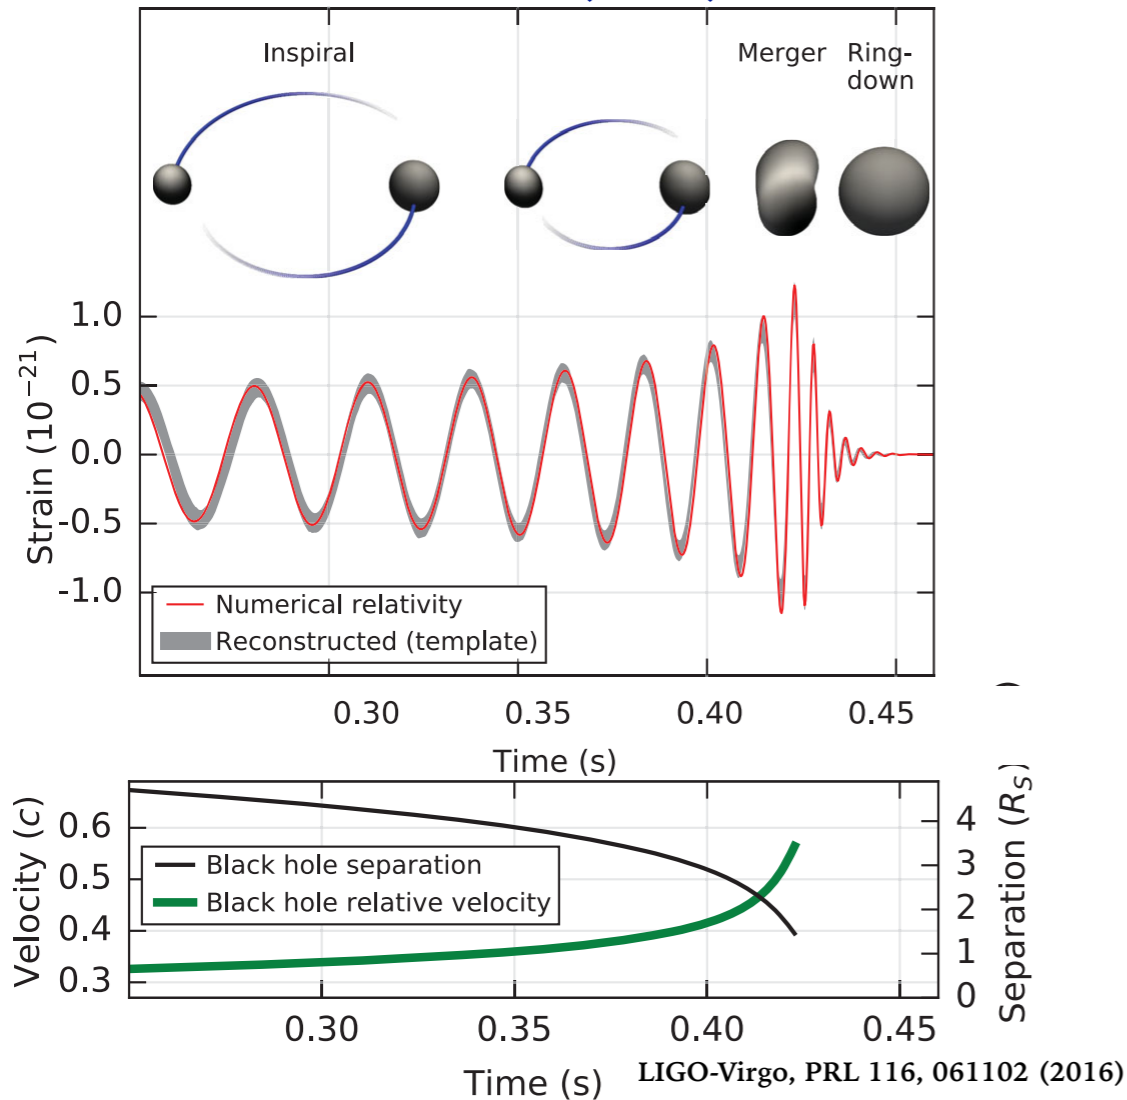 Inspiral
Merger
Ring-
down
1.0
0.5
0.0
-0.5
-1.0
Strain (10⁻²¹)
Numerical relativity
Reconstructed (template)
0.30
0.35
0.40
0.45
Time (s)
Velocity (c)
0.6
0.5
0.4
0.3
Black hole separation
Black hole relative velocity
4
3
2
1
0
Separation (R_S)
0.30
0.35
0.40
0.45
Time (s)
LIGO-Virgo, PRL 116, 061102 (2016)